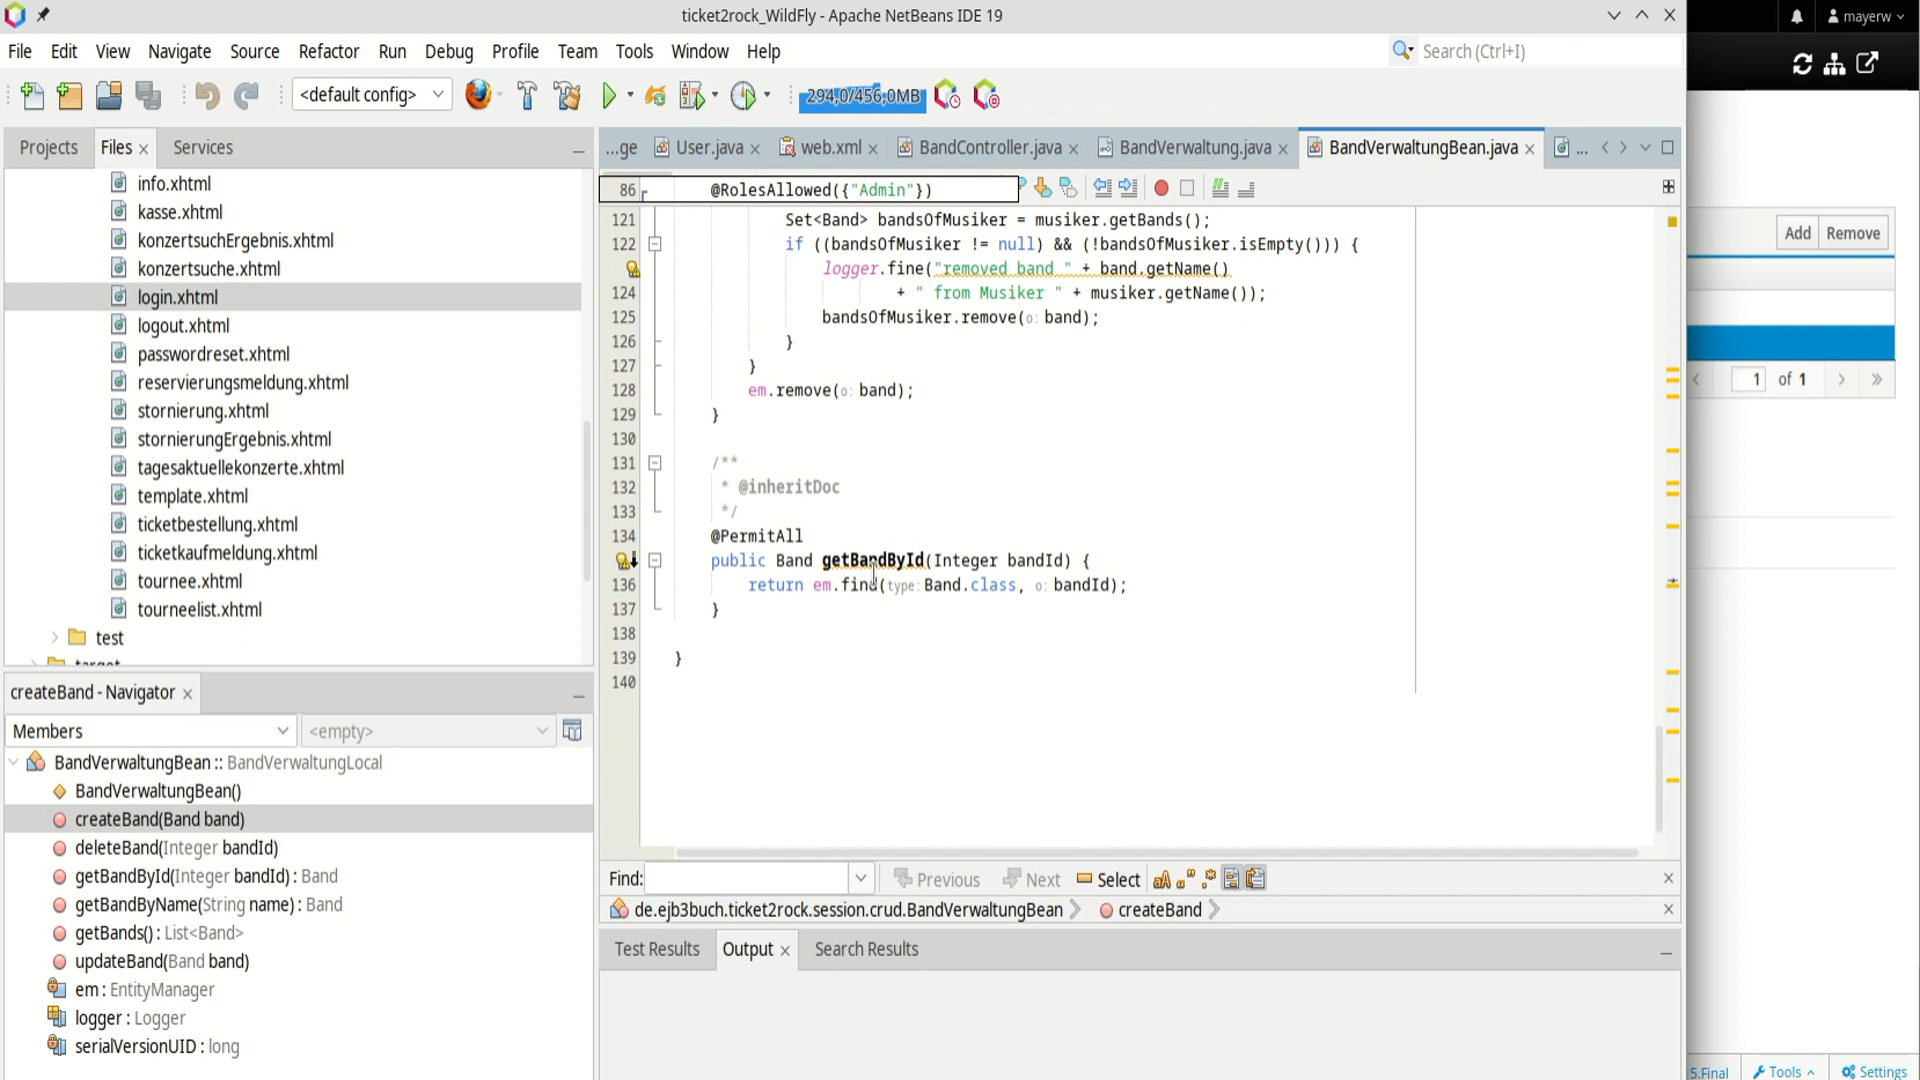 ticket2rock_WildFly - Apache NetBeans IDE 19
mayerw
File Edit View Navigate Source Refactor Run Debug Profile Team Tools Window Help
Search (Ctrl+I)
<default config>
294,0/456,0MB
Projects Files Services
...ge User.java web.xml BandController.java BandVerwaltung.java BandVerwaltungBean.java ...
info.xhtml
kasse.xhtml
konzertsuchErgebnis.xhtml
konzertsuche.xhtml
login.xhtml
logout.xhtml
passwordreset.xhtml
reservierungsmeldung.xhtml
stornierung.xhtml
stornierungErgebnis.xhtml
tagesaktuellekonzerte.xhtml
template.xhtml
ticketbestellung.xhtml
ticketkaufmeldung.xhtml
tournee.xhtml
tourneelist.xhtml
test
target
86 @RolesAllowed({"Admin"})
121 Set<Band> bandsOfMusiker = musiker.getBands();
122 if ((bandsOfMusiker != null) && (!bandsOfMusiker.isEmpty())) {
logger.fine("removed band " + band.getName()
124 + " from Musiker " + musiker.getName());
125 bandsOfMusiker.remove(o: band);
126 }
127 }
128 em.remove(o: band);
129 }
130
131 /**
132 * @inheritDoc
133 */
134 @PermitAll
public Band getBandById(Integer bandId) {
136 return em.find(type: Band.class, o: bandId);
137 }
138
139 }
140
Add Remove
1 of 1
createBand - Navigator
Members <empty>
BandVerwaltungBean :: BandVerwaltungLocal
BandVerwaltungBean()
createBand(Band band)
deleteBand(Integer bandId)
getBandById(Integer bandId) : Band
getBandByName(String name) : Band
getBands() : List<Band>
updateBand(Band band)
em : EntityManager
logger : Logger
serialVersionUID : long
Find: Previous Next Select
de.ejb3buch.ticket2rock.session.crud.BandVerwaltungBean createBand
Test Results Output Search Results
5.Final Tools Settings